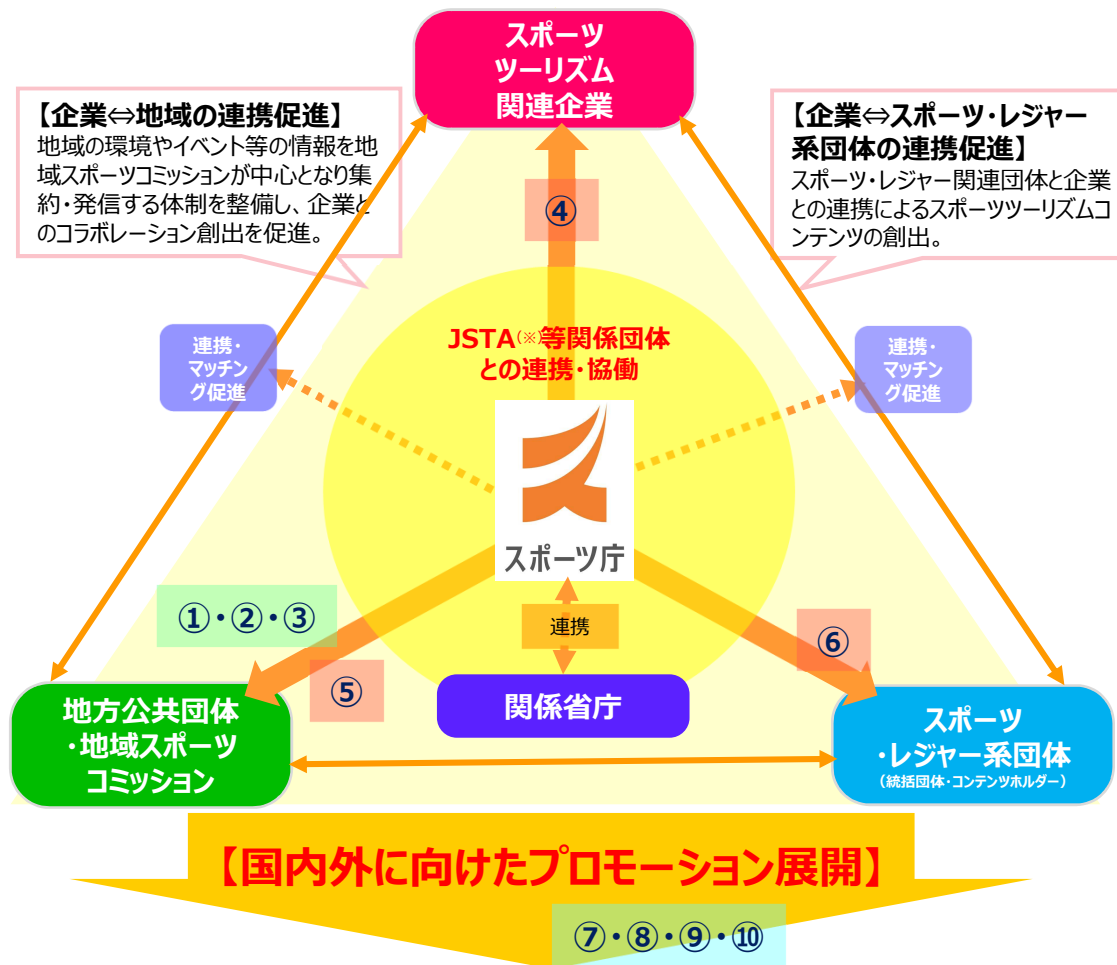 スポーツ
ツーリズム
関連企業
【企業⇔地域の連携促進】
地域の環境やイベント等の情報を地
域スポーツコミッションが中心となり集
約・発信する体制を整備し、企業と
のコラボレーション創出を促進。
【企業⇔スポーツ・レジャー
系団体の連携促進】
スポーツ・レジャー関連団体と企業
との連携によるスポーツツーリズムコ
ンテンツの創出。
④
JSTA(※)等関係団体
との連携・協働
連携・
マッチン
グ促進
連携・
マッチン
グ促進
スポーツ庁
①・②・③
連携
⑥
⑤
関係省庁
地方公共団体
・地域スポーツ
コミッション
スポーツ
・レジャー系団体
（統括団体・コンテンツホルダー）
【国内外に向けたプロモーション展開】
⑦・⑧・⑨・⑩